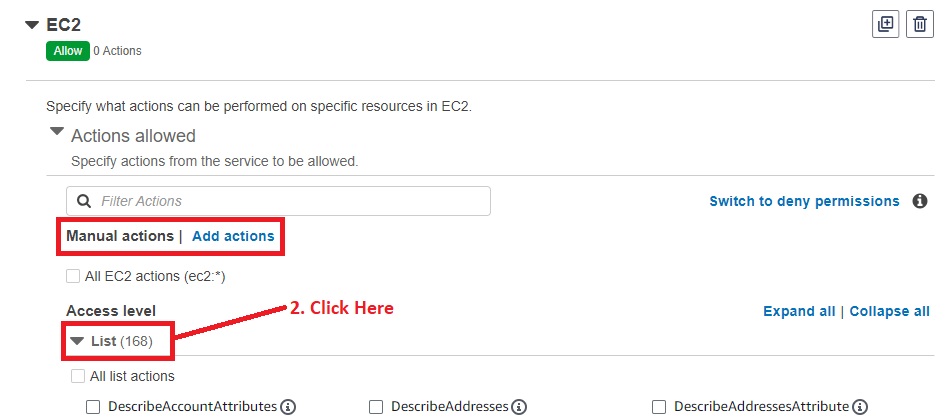 EC2
Allow 0 Actions
Specify what actions can be performed on specific resources in EC2.
Actions allowed
Specify actions from the service to be allowed.
Filter Actions
Switch to deny permissions
Manual actions | Add actions
All EC2 actions (ec2:*)
Access level
2. Click Here
Expand all | Collapse all
List (168)
All list actions
DescribeAccountAttributes DescribeAddresses DescribeAddressesAttribute